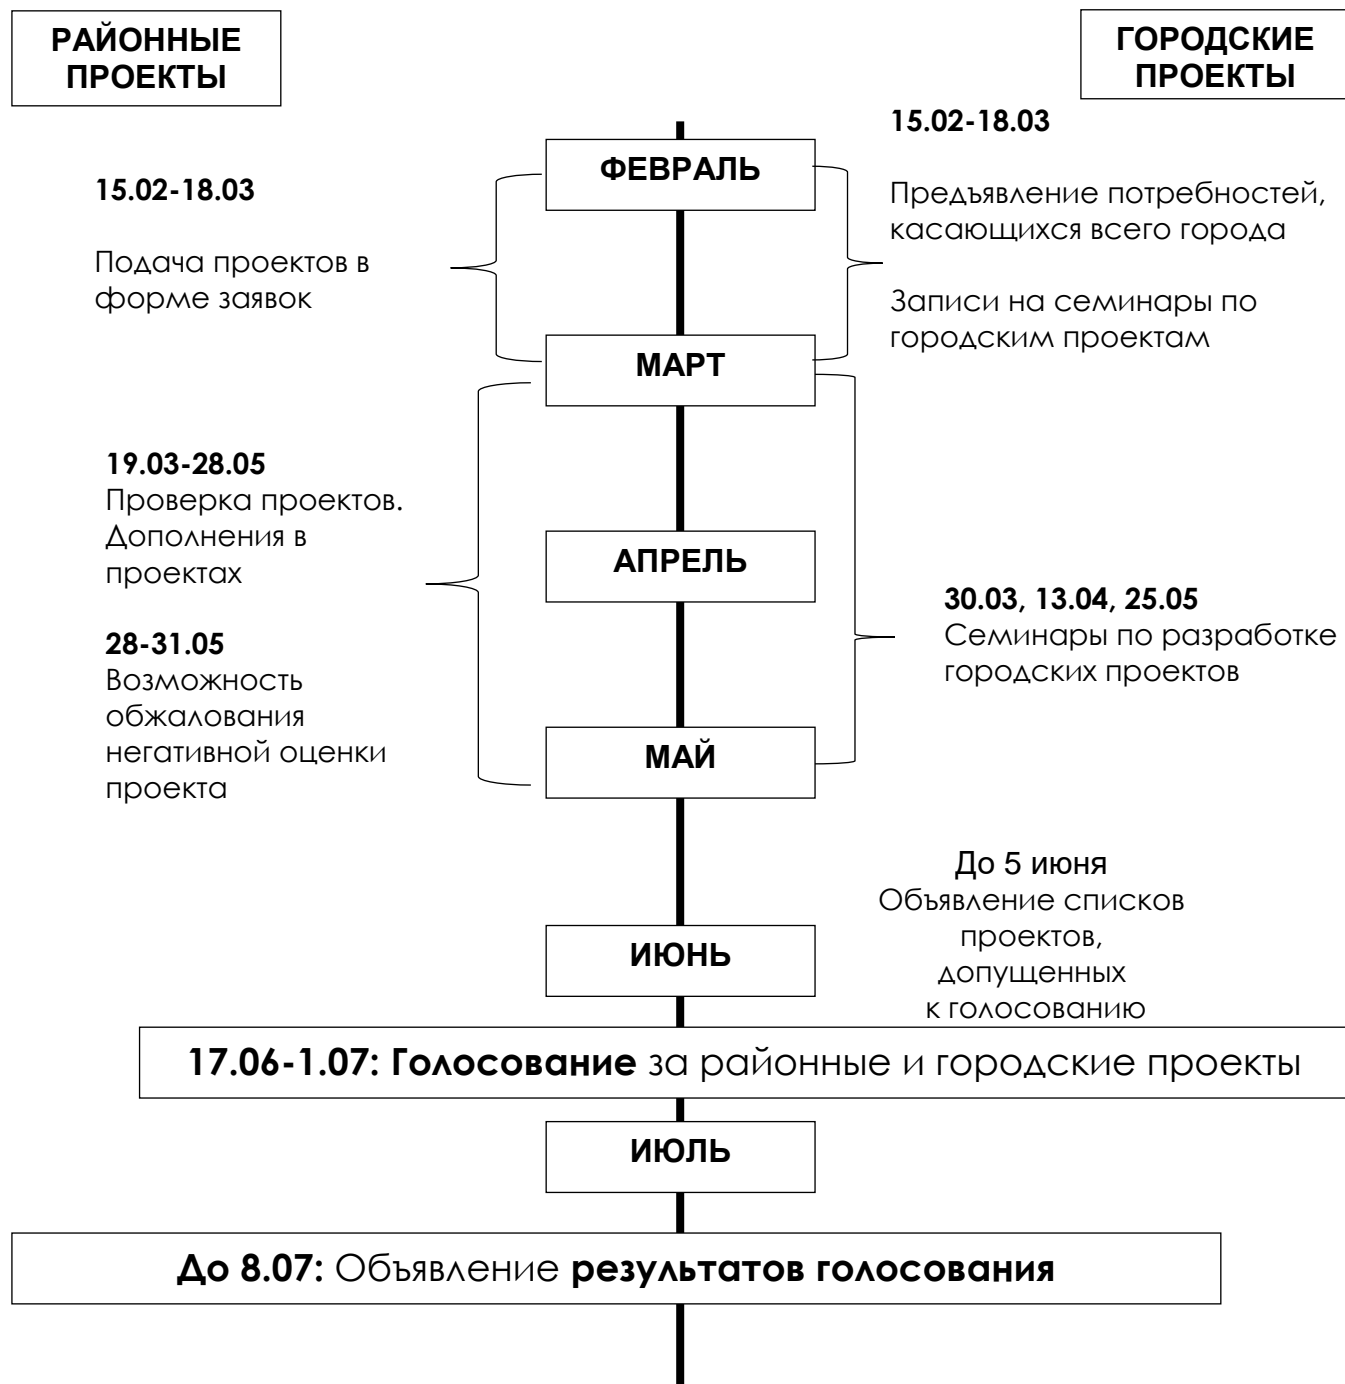 РАЙОННЫЕ
ПРОЕКТЫ
ГОРОДСКИЕ
ПРОЕКТЫ
15.02-18.03
Подача проектов в
форме заявок
ФЕВРАЛЬ
15.02-18.03
Предъявление потребностей,
касающихся всего города
Записи на семинары по
городским проектам
МАРТ
19.03-28.05
Проверка проектов.
Дополнения в
проектах
28-31.05
Возможность
обжалования
негативной оценки
проекта
АПРЕЛЬ
30.03, 13.04, 25.05
Семинары по разработке
городских проектов
МАЙ
До 5 июня
Объявление списков
проектов,
допущенных
к голосованию
ИЮНЬ
17.06-1.07: Голосование за районные и городские проекты
ИЮЛЬ
До 8.07: Объявление результатов голосования